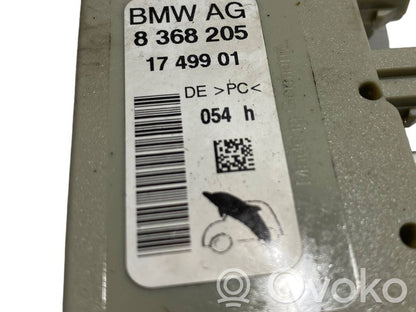 BMW AG
8 368 205
17 499 01
DE >PC<
054 h
Ovoko